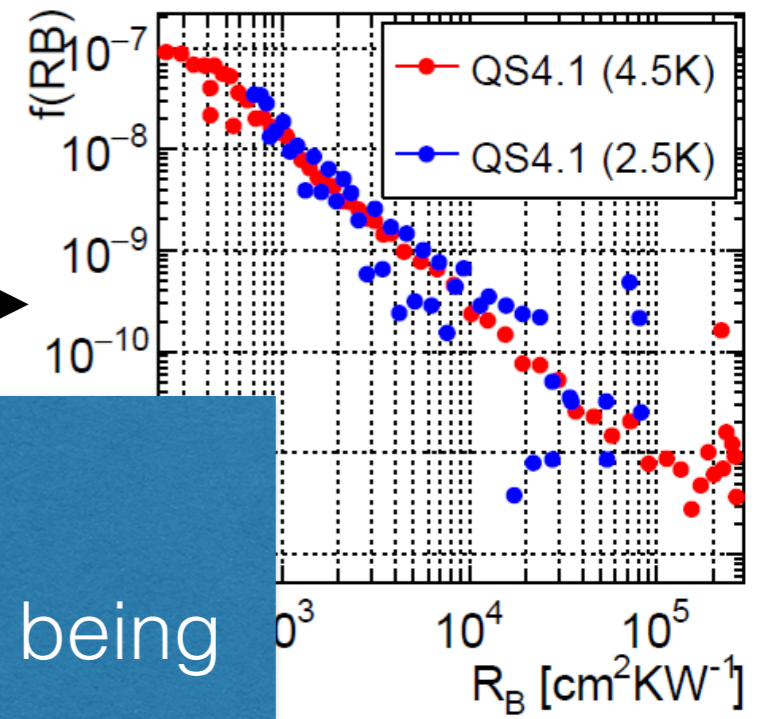 f(RB)
10⁻⁷
10⁻⁸
10⁻⁹
10⁻¹⁰
QS4.1 (4.5K)
QS4.1 (2.5K)
being
0³ 10⁴ 10⁵
R_B [cm²KW⁻¹]